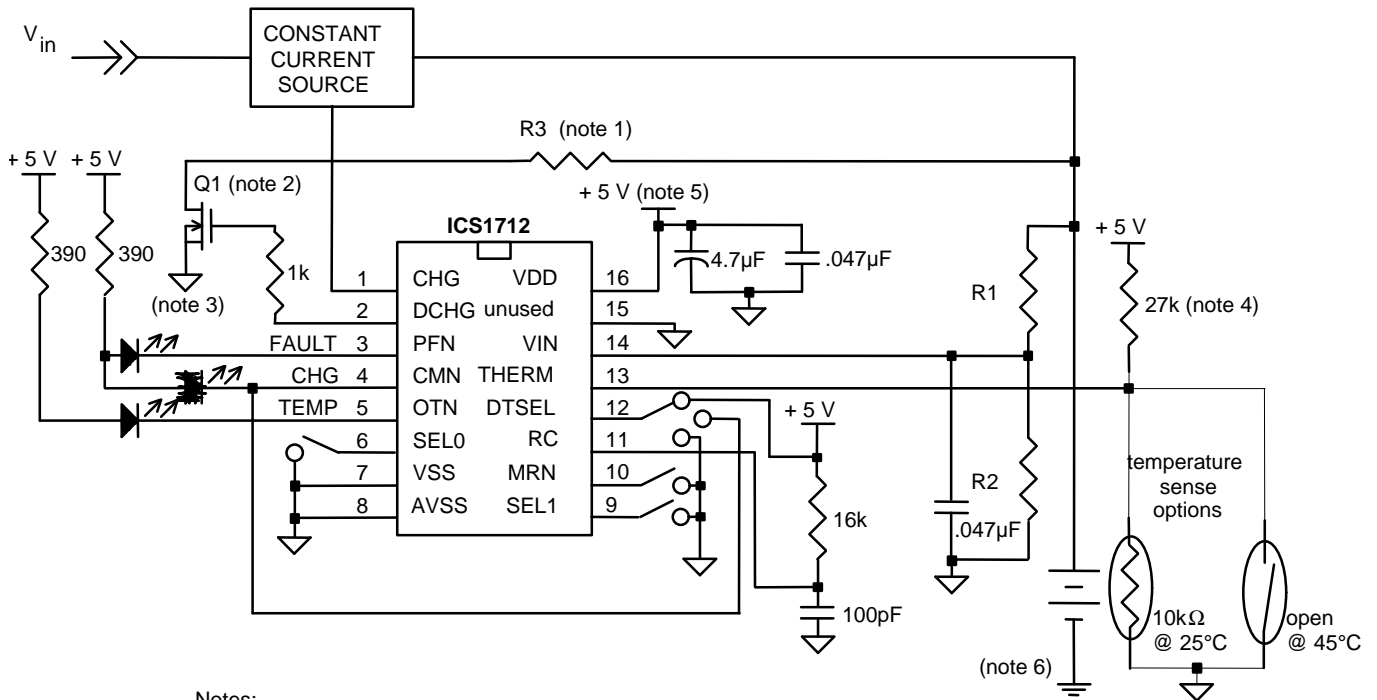 V in
CONSTANT
CURRENT
SOURCE
R3 (note 1)
+ 5 V
+ 5 V
Q1 (note 2)
+ 5 V (note 5)
ICS1712
+ 5 V
390
390
1k
4.7µF
.047µF
(note 3)
R1
27k (note 4)
1 CHG VDD 16
2 DCHG unused 15
FAULT 3 PFN VIN 14
CHG 4 CMN THERM 13
TEMP 5 OTN DTSEL 12
+ 5 V
6 SEL0 RC 11
7 VSS MRN 10
8 AVSS SEL1 9
16k
R2
.047µF
temperature
sense
options
100pF
10kΩ
@ 25°C
open
@ 45°C
(note 6)
Notes: